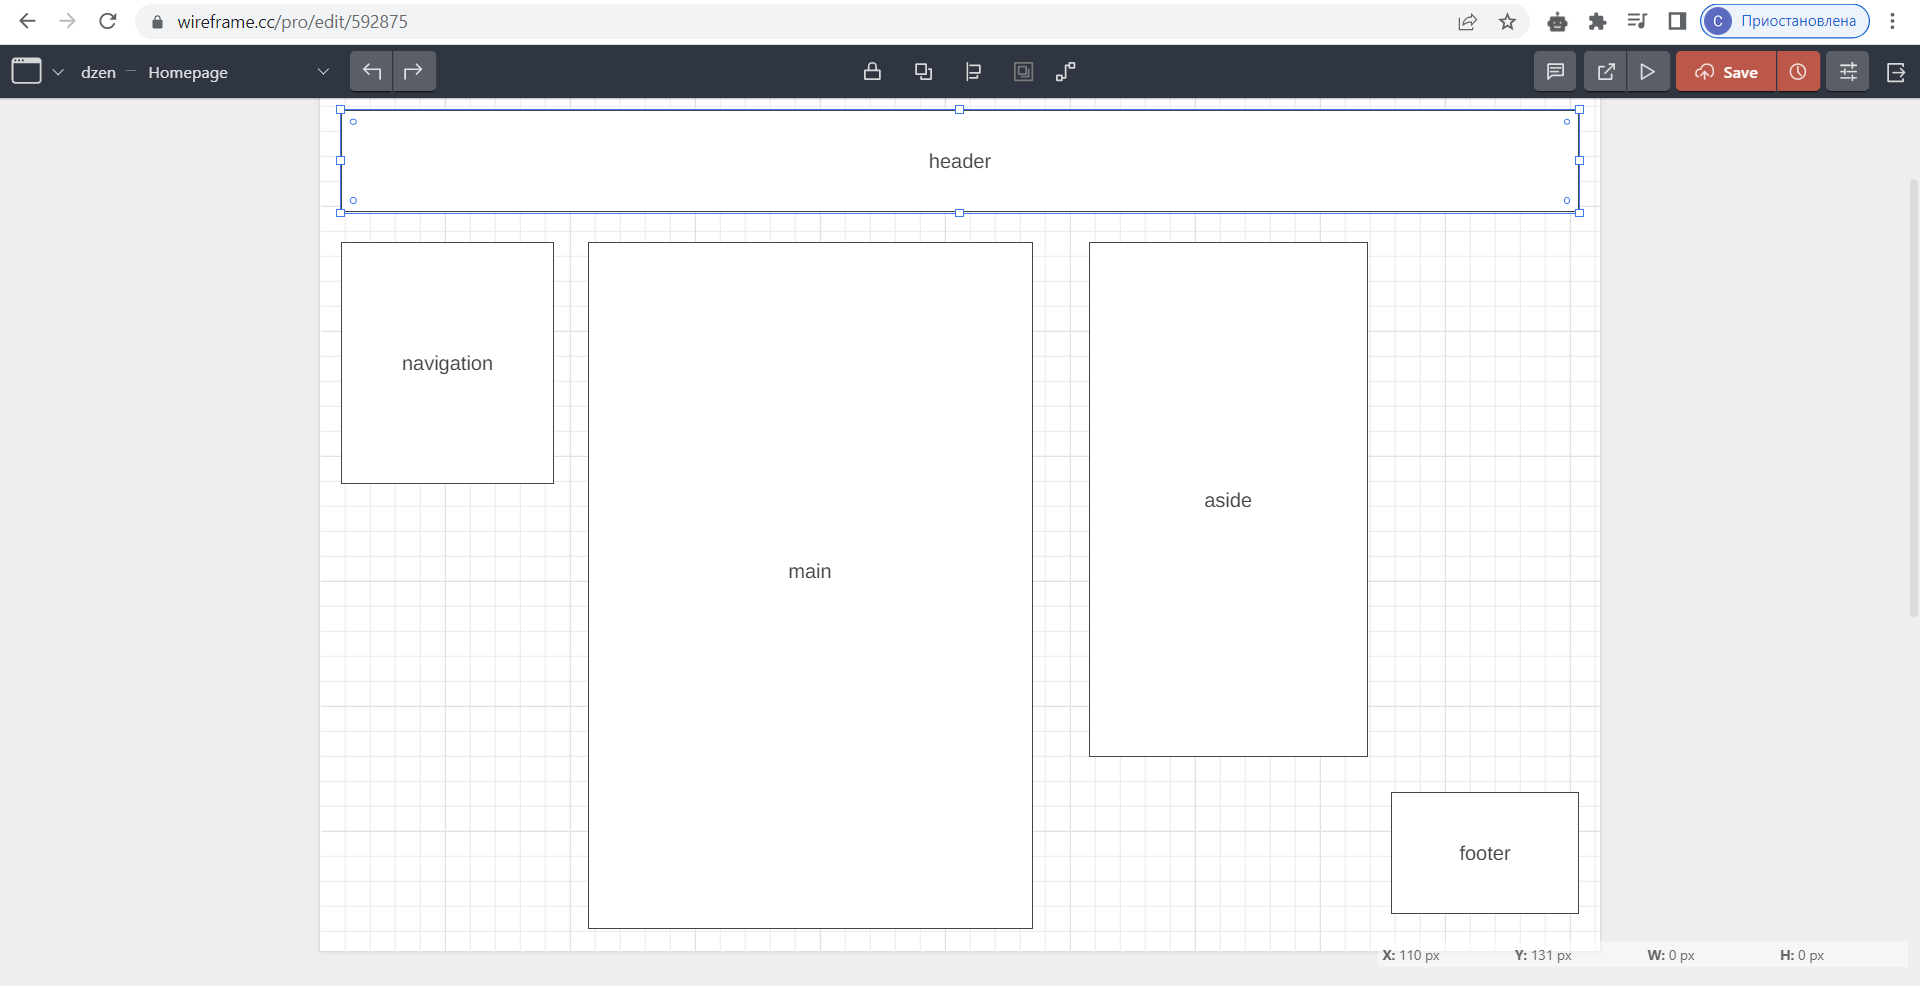 wireframe.cc/pro/edit/592875
С
Приостановлена
dzen — Homepage
Save
header
navigation
main
aside
footer
X: 110 px Y: 131 px W: 0 px H: 0 px